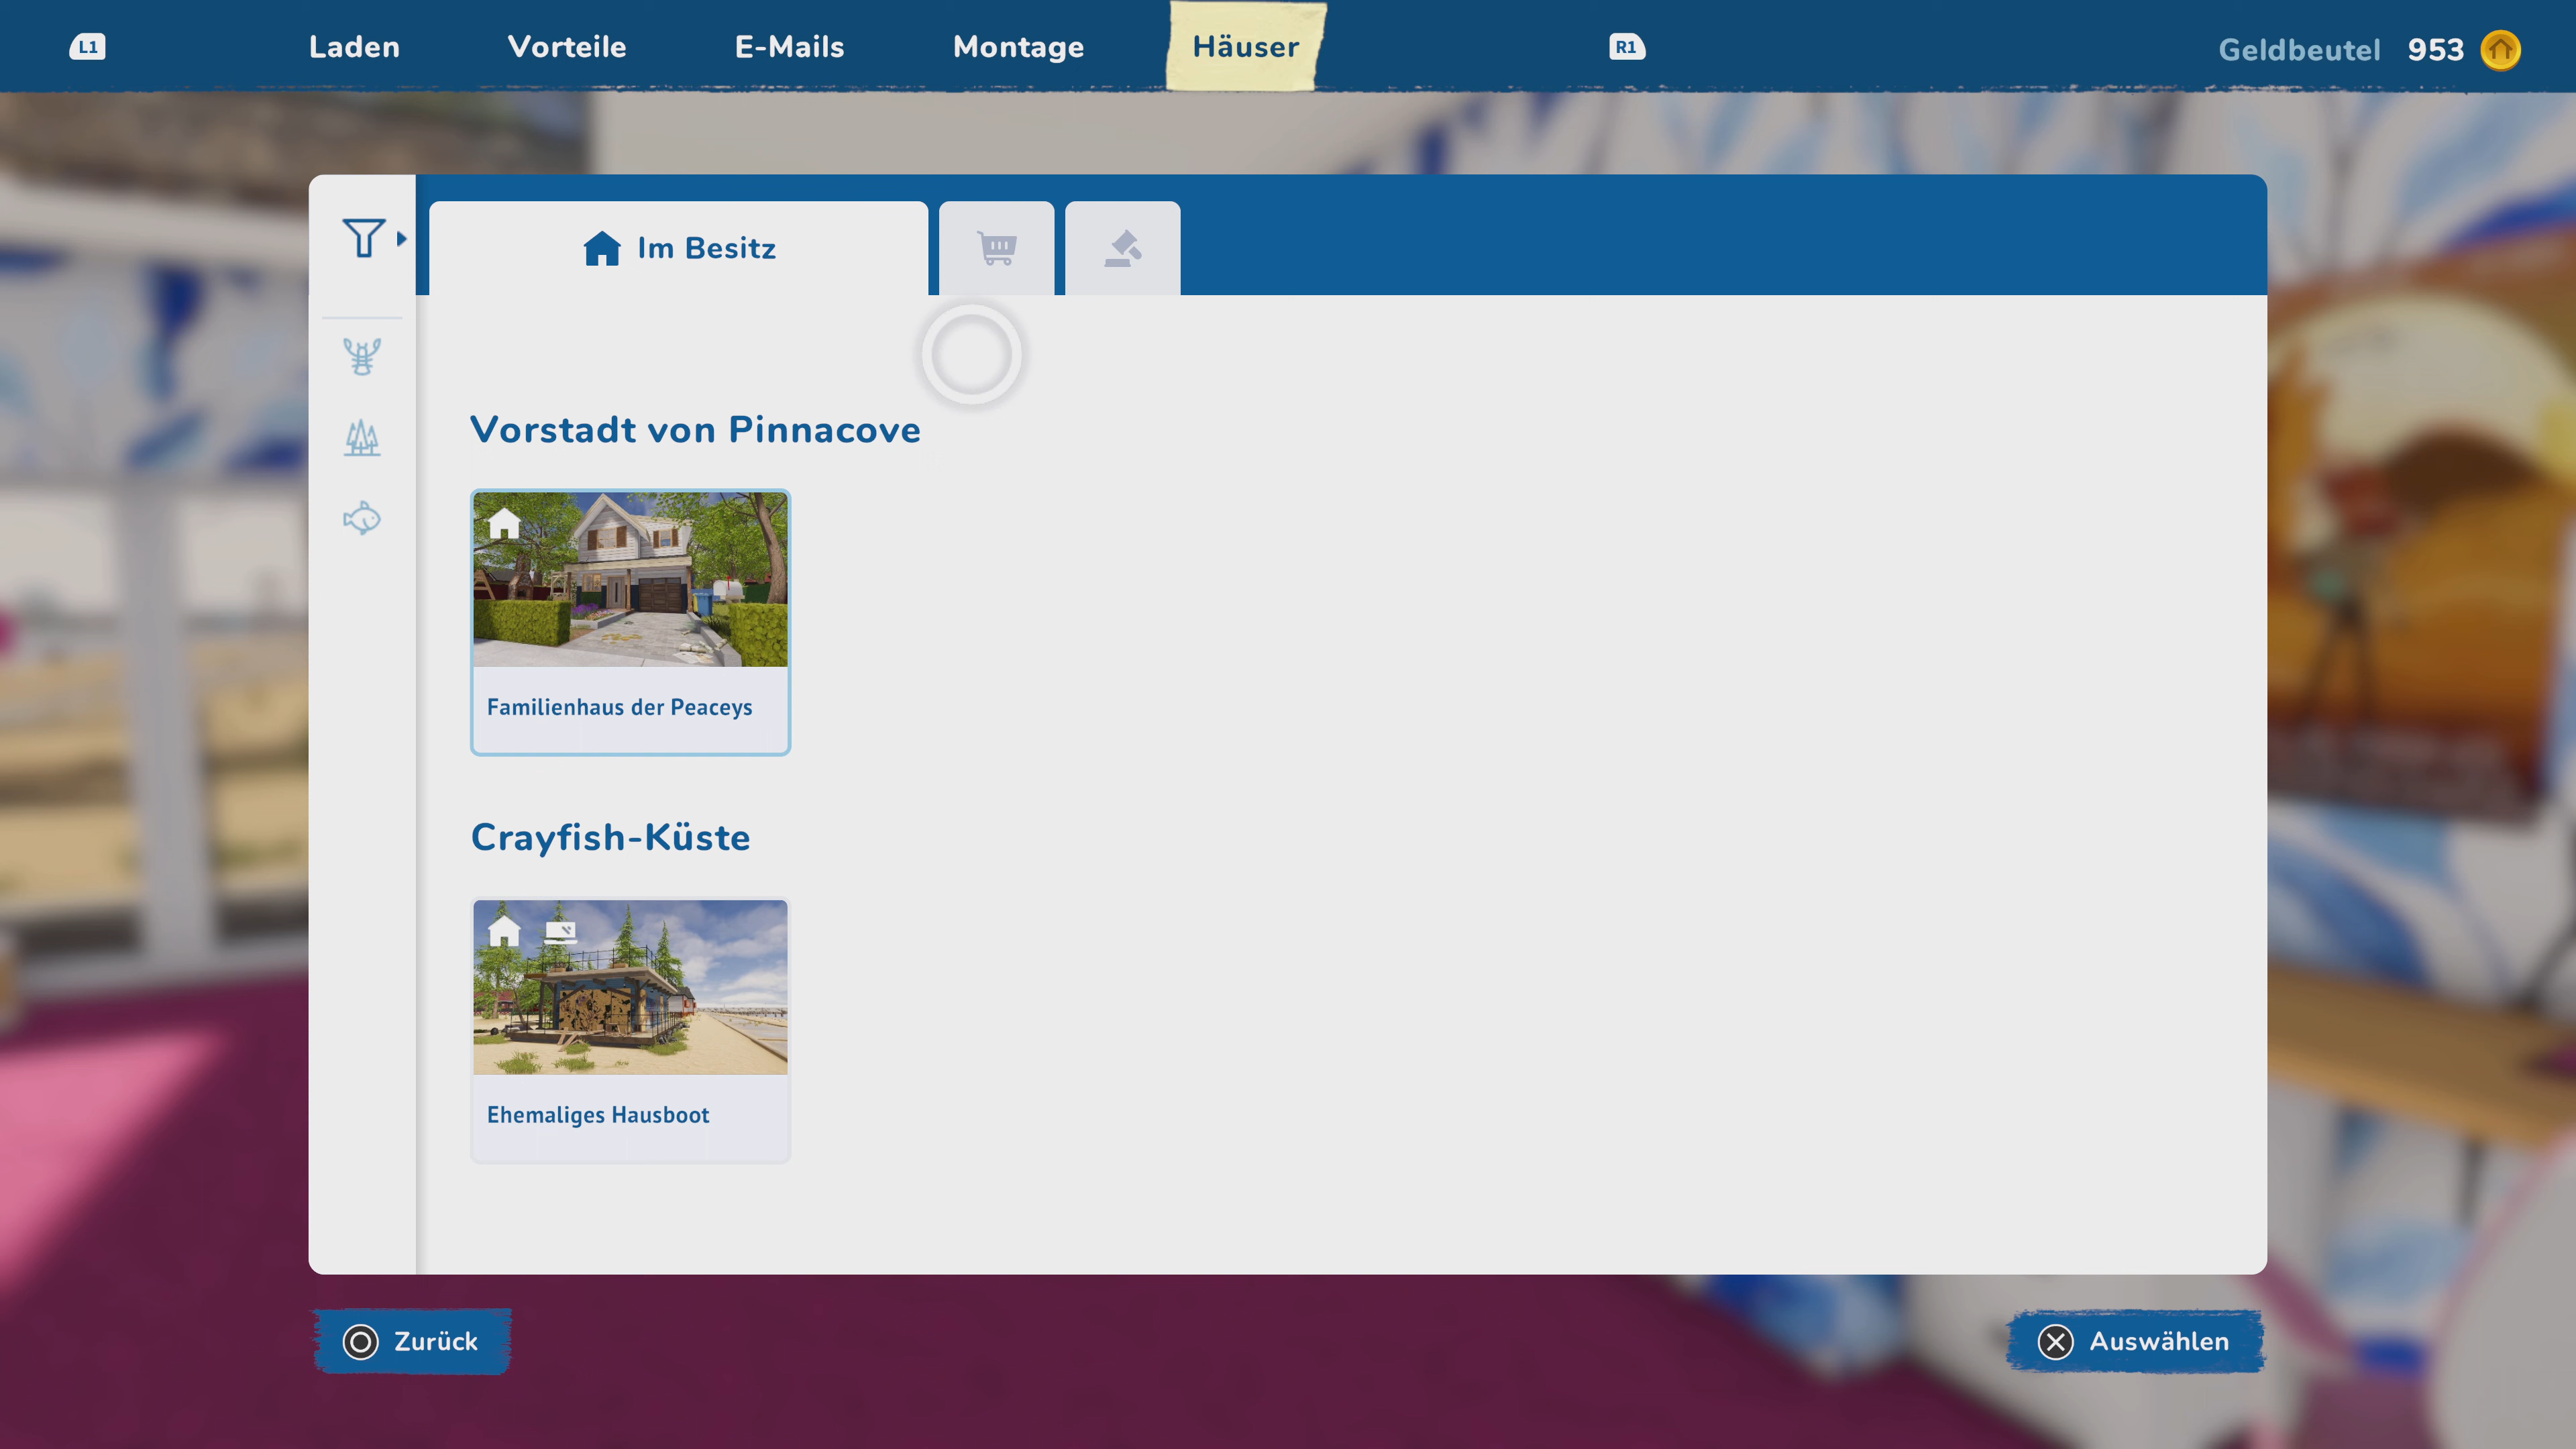 L1
Laden
Vorteile
E-Mails
Montage
Häuser
R1
Geldbeutel 953
Im Besitz
Vorstadt von Pinnacove
Familienhaus der Peaceys
Crayfish-Küste
Ehemaliges Hausboot
Zurück
Auswählen